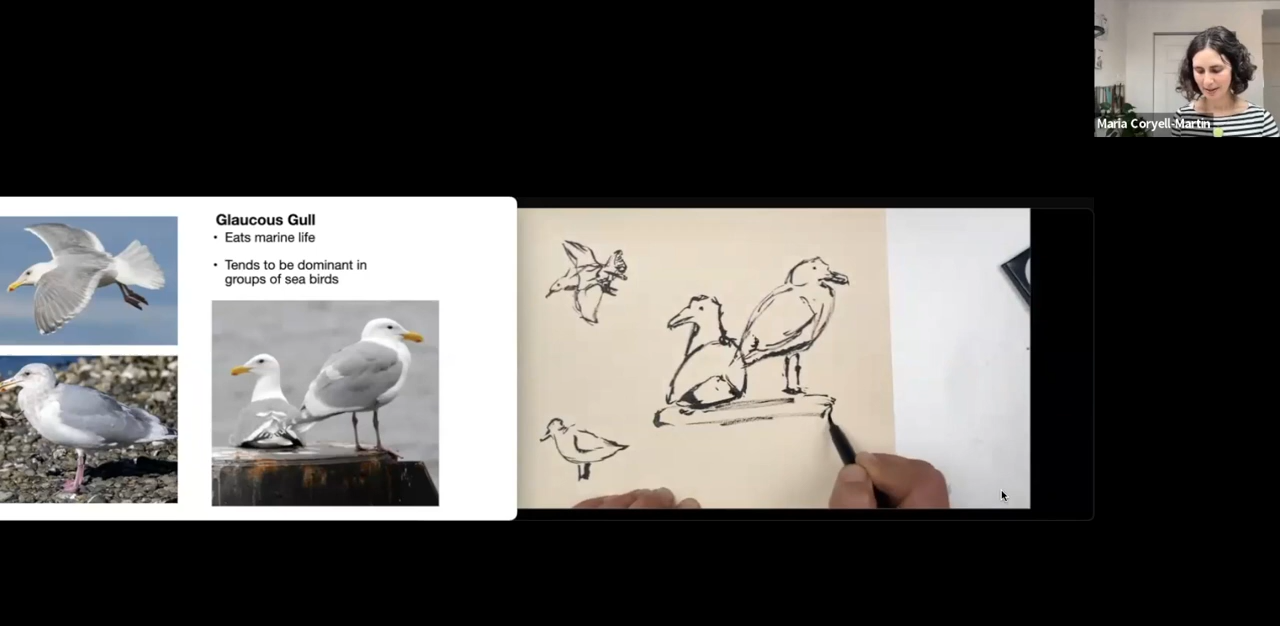 Maria Coryell-Martin
Glaucous Gull
• Eats marine life
• Tends to be dominant in
groups of sea birds